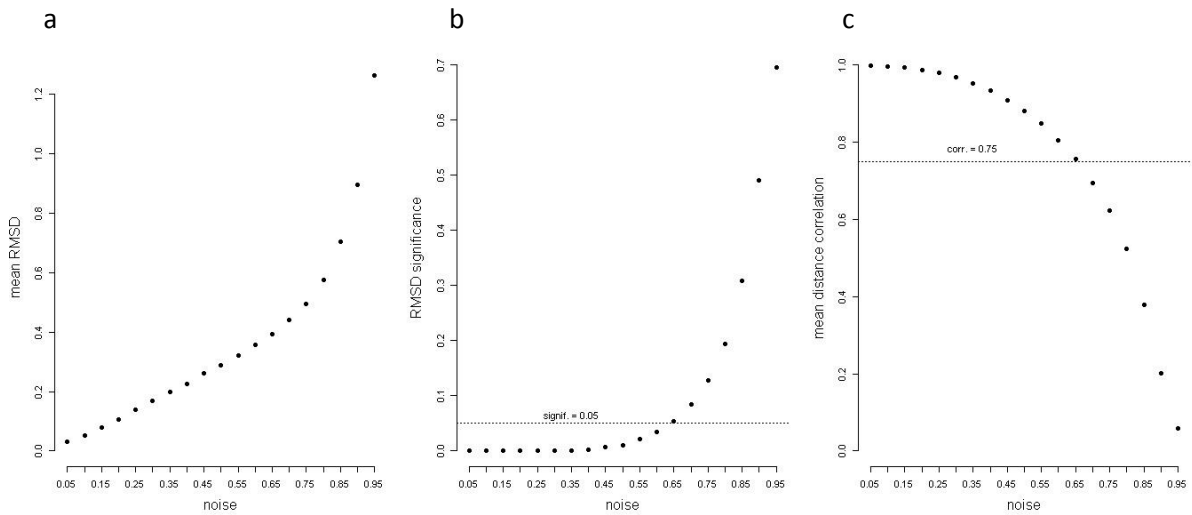 a
b
c
mean RMSD
1.2
1.0
0.8
0.6
0.4
0.2
0.0
0.05 0.15 0.25 0.35 0.45 0.55 0.65 0.75 0.85 0.95
noise
RMSD significance
0.7
0.6
0.5
0.4
0.3
0.2
0.1
0.0
signif. = 0.05
0.05 0.15 0.25 0.35 0.45 0.55 0.65 0.75 0.85 0.95
noise
mean distance correlation
1.0
0.8
0.6
0.4
0.2
0.0
corr. = 0.75
0.05 0.15 0.25 0.35 0.45 0.55 0.65 0.75 0.85 0.95
noise